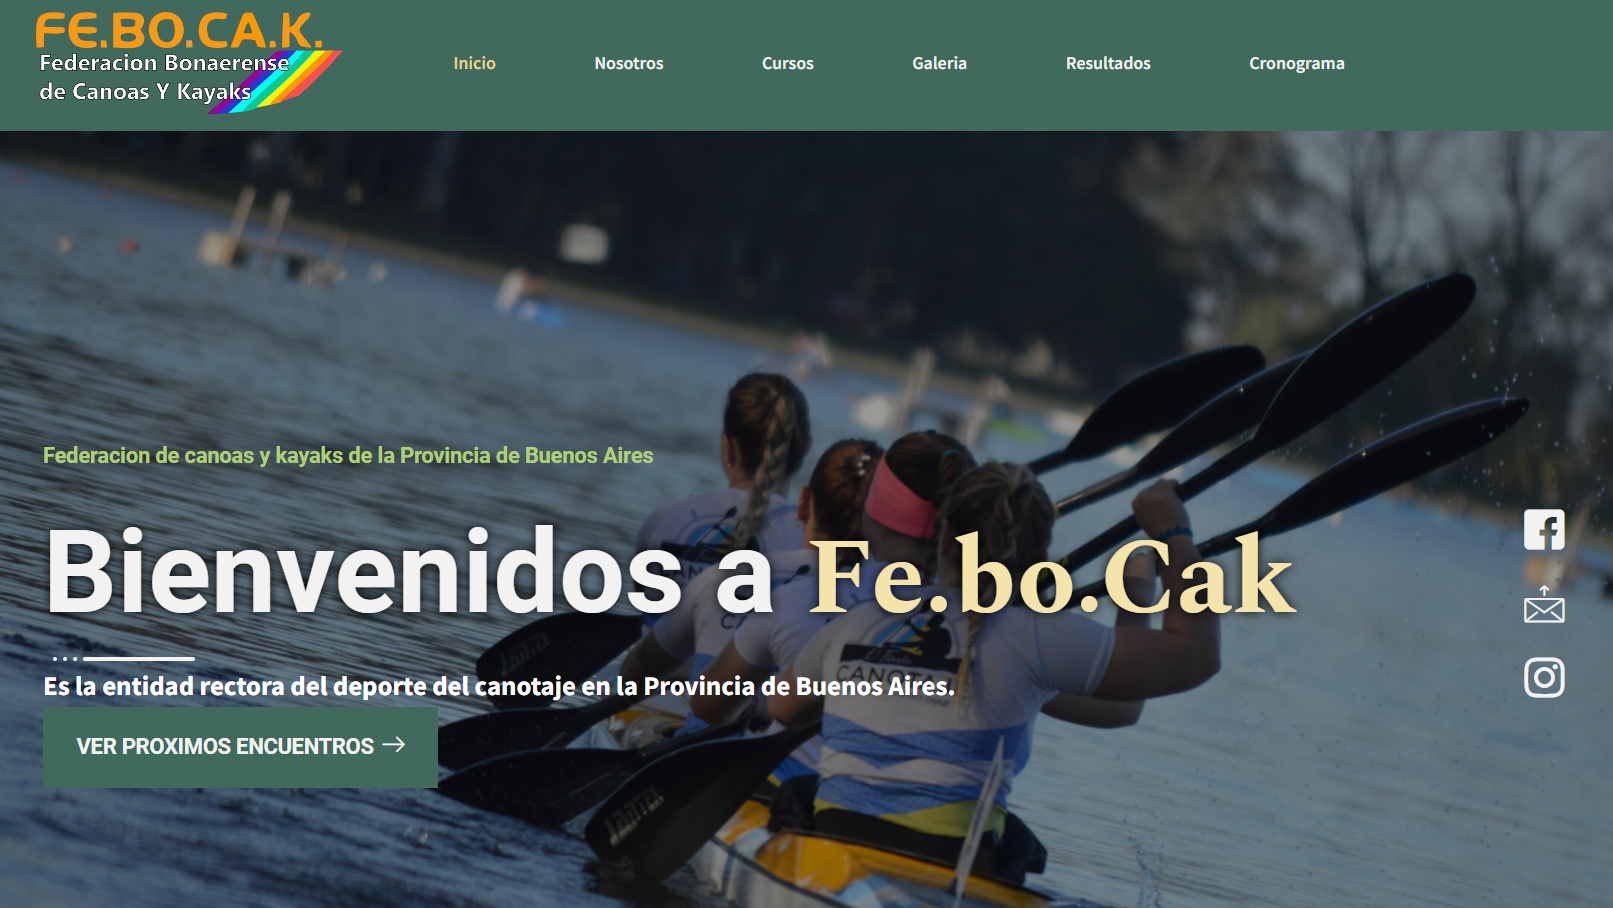 FE.BO.CA.K.
Federacion Bonaerense
de Canoas Y Kayaks
Inicio
Nosotros
Cursos
Galeria
Resultados
Cronograma
Federacion de canoas y kayaks de la Provincia de Buenos Aires
Bienvenidos a Fe.bo.Cak
Es la entidad rectora del deporte del canotaje en la Provincia de Buenos Aires.
VER PROXIMOS ENCUENTROS →
CANOTAJE